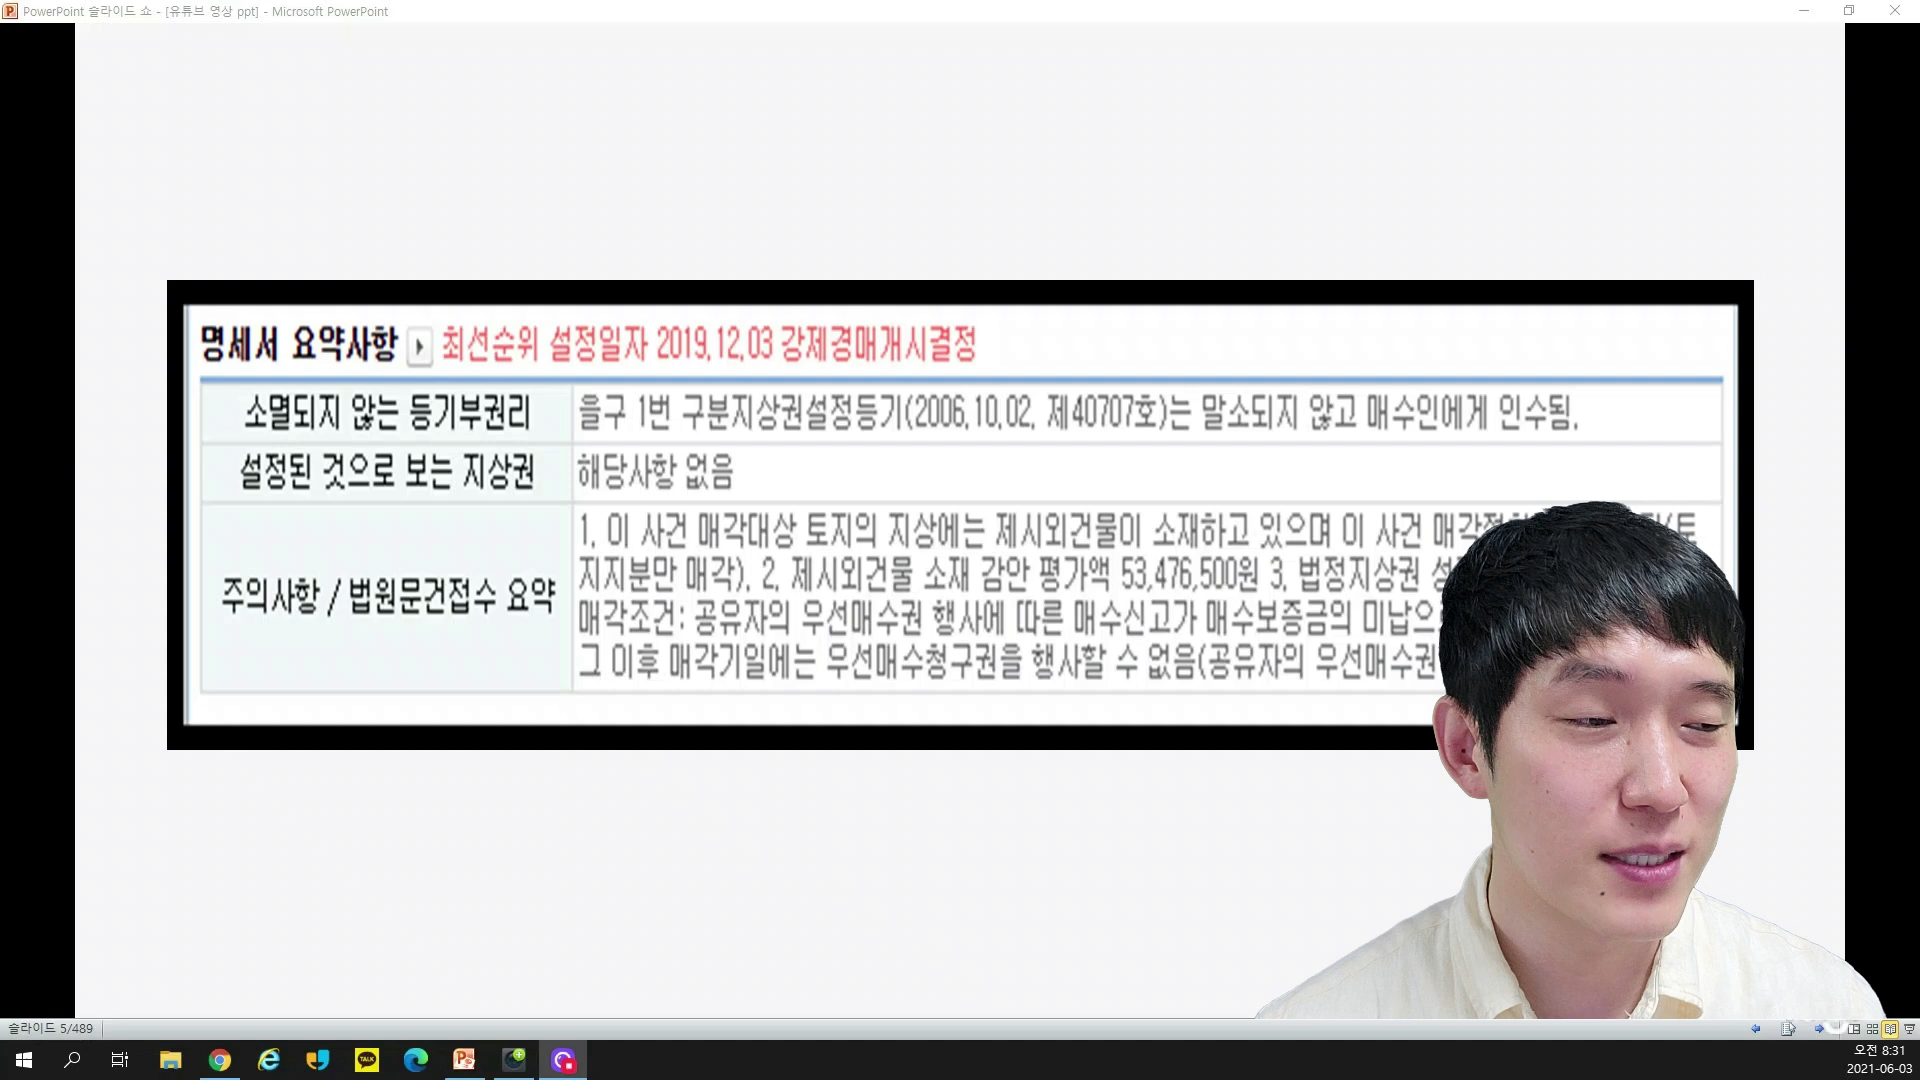 PowerPoint 슬라이드 쇼 - [유튜브 영상 ppt] - Microsoft PowerPoint
명세서 요약사항 최선순위 설정일자 2019.12.03 강제경매개시결정
소멸되지 않는 등기부권리
을구 1번 구분지상권설정등기(2006.10.02. 제40707호)는 말소되지 않고 매수인에게 인수됨.
설정된 것으로 보는 지상권
해당사항 없음
주의사항 / 법원문건접수 요약
1. 이 사건 매각대상 토지의 지상에는 제시외건물이 소재하고 있으며 이 사건 (토
지지분만 매각). 2. 제시외건물 소재 감안 평가액 53,476,500원 3. 법정지상권
매각조건: 공유자의 우선매수권 행사에 따른 매수신고가 매수보증금의
그 이후 매각기일에는 우선매수청구권을 행사할 수 없음(공유자의 우선매수권
슬라이드 5/489
TALK
오전 8:31
2021-06-03